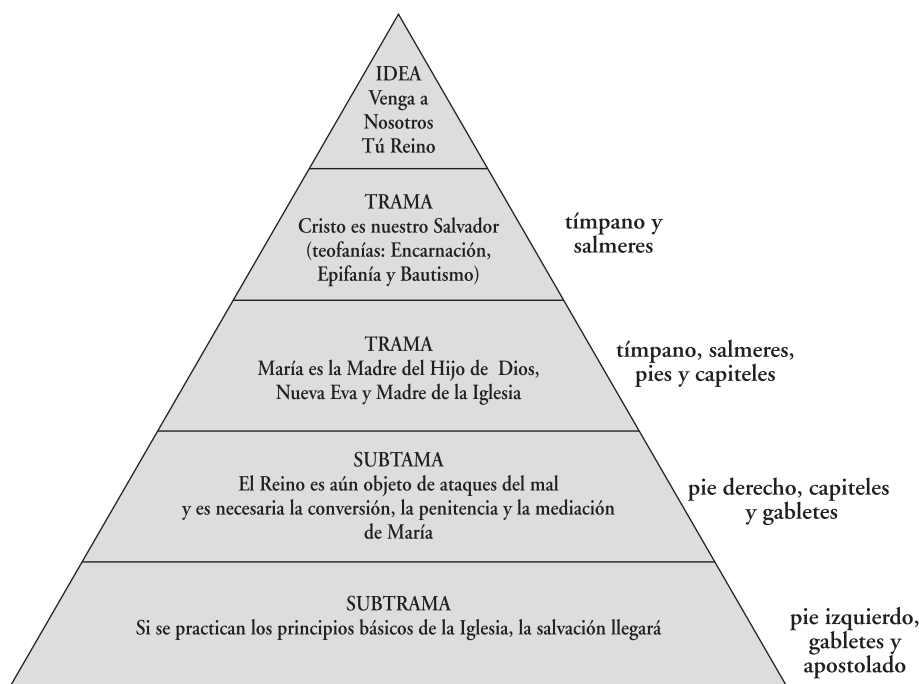 IDEA
Venga a
Nosotros
Tú Reino
TRAMA
Cristo es nuestro Salvador
(teofanías: Encarnación,
Epifanía y Bautismo)
tímpano y
salmeres
TRAMA
María es la Madre del Hijo de Dios,
Nueva Eva y Madre de la Iglesia
tímpano, salmeres,
pies y capiteles
SUBTAMA
El Reino es aún objeto de ataques del mal
y es necesaria la conversión, la penitencia y la mediación
de María
pie derecho, capiteles
y gabletes
SUBTRAMA
Si se practican los principios básicos de la Iglesia, la salvación llegará
pie izquierdo,
gabletes y
apostolado